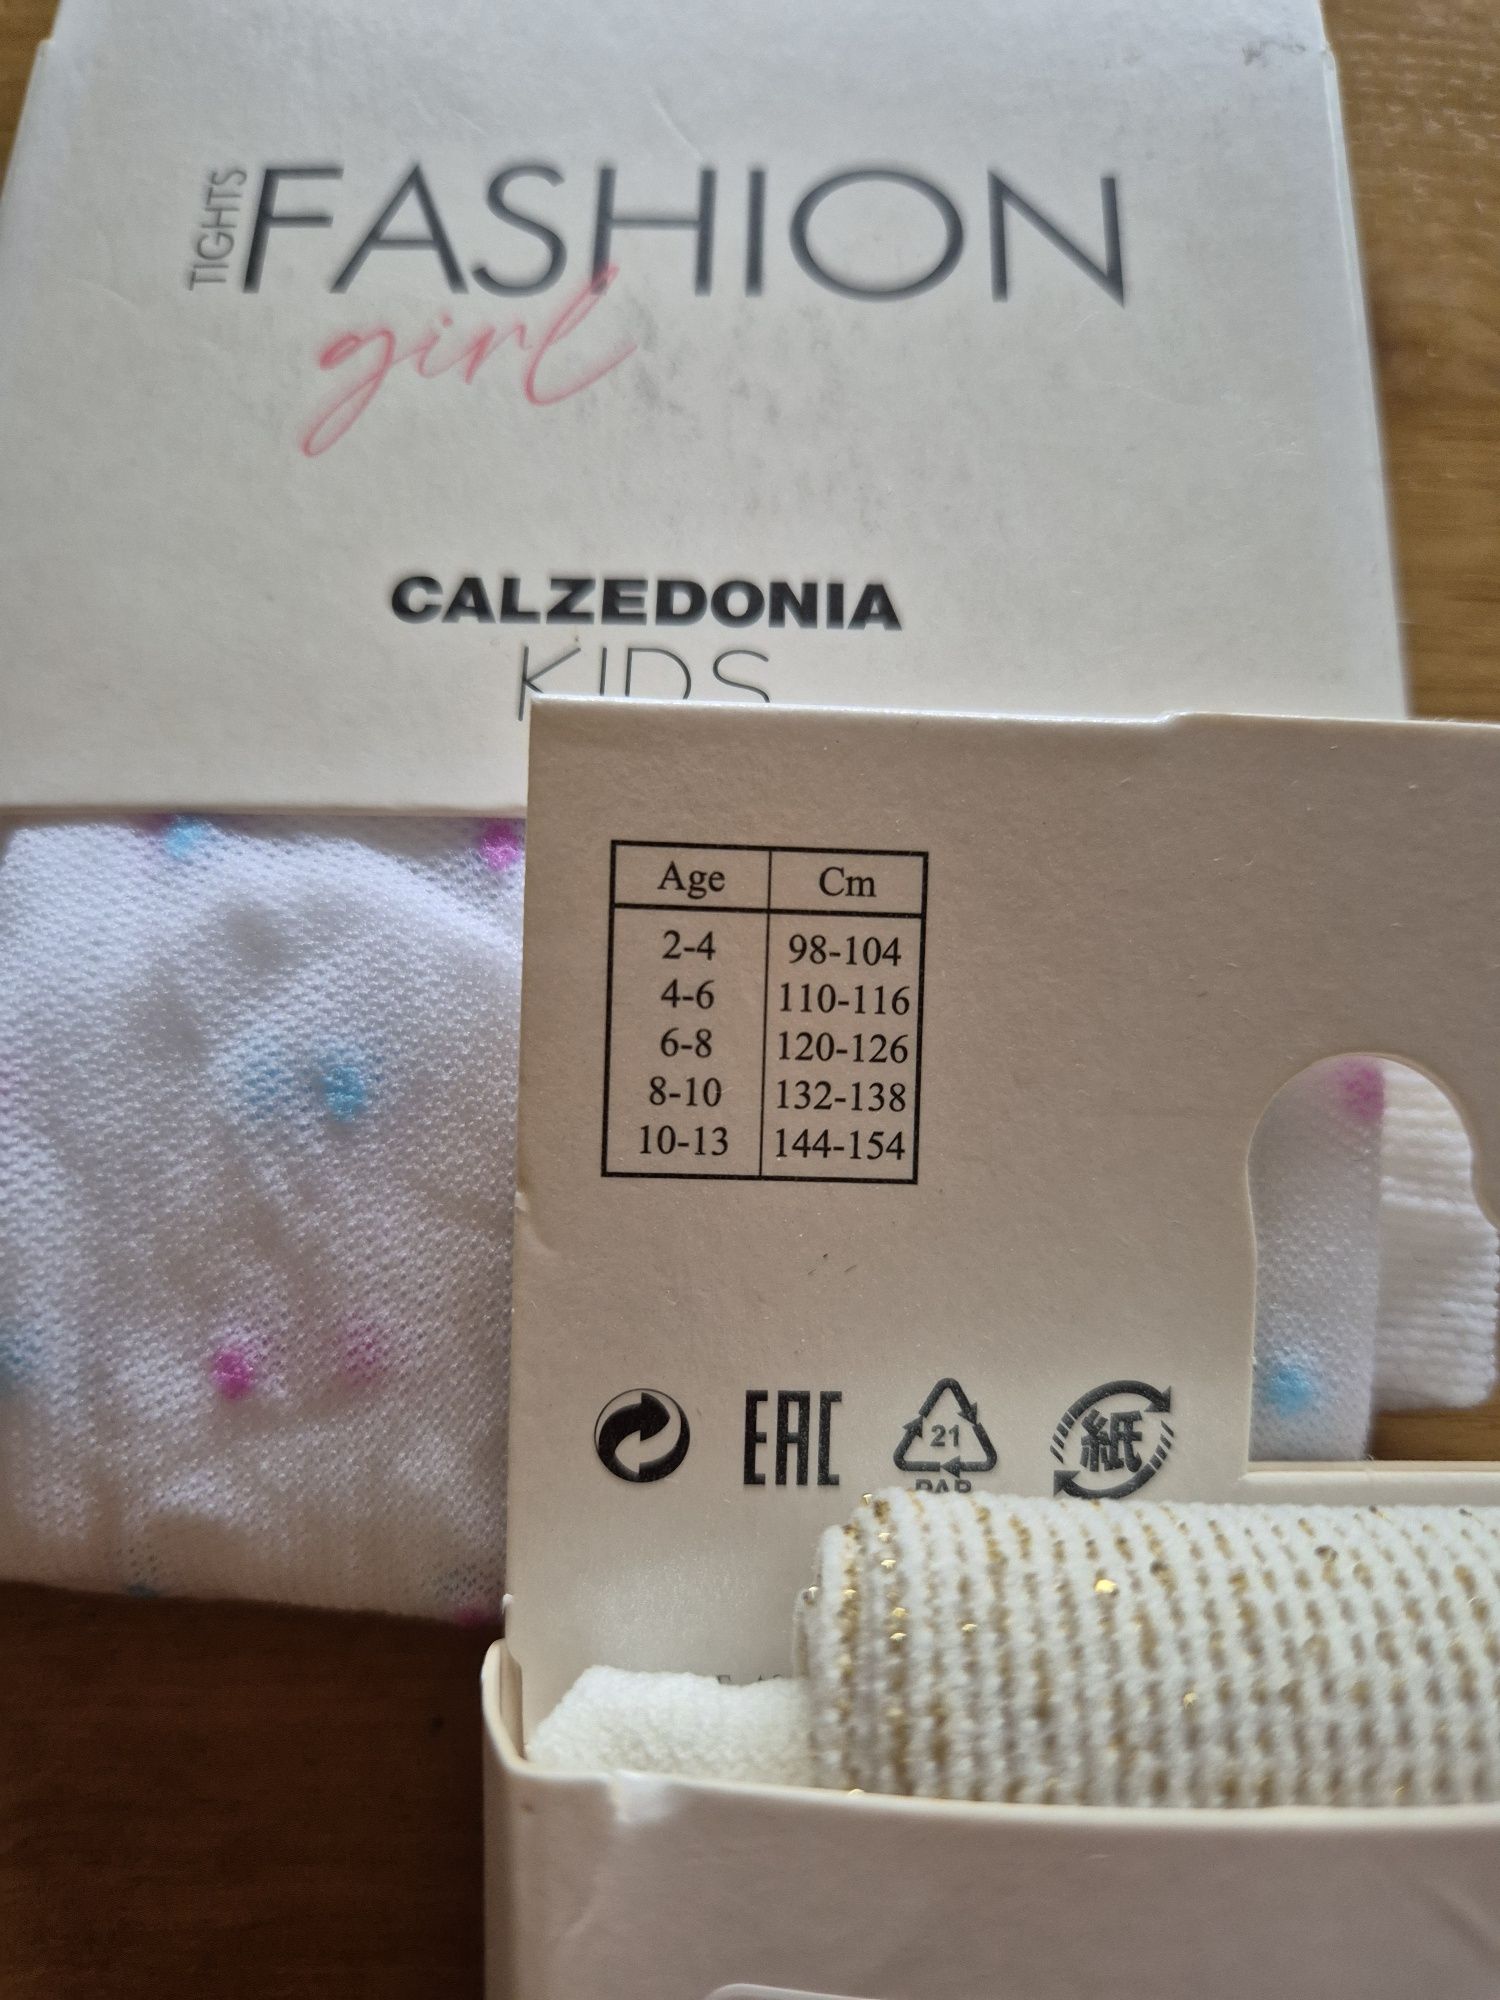 TIGHTS
FASHION
girl
CALZEDONIA
KIDS
Age Cm
2-4 98-104
4-6 110-116
6-8 120-126
8-10 132-138
10-13 144-154
EAC
21
PAP
紙